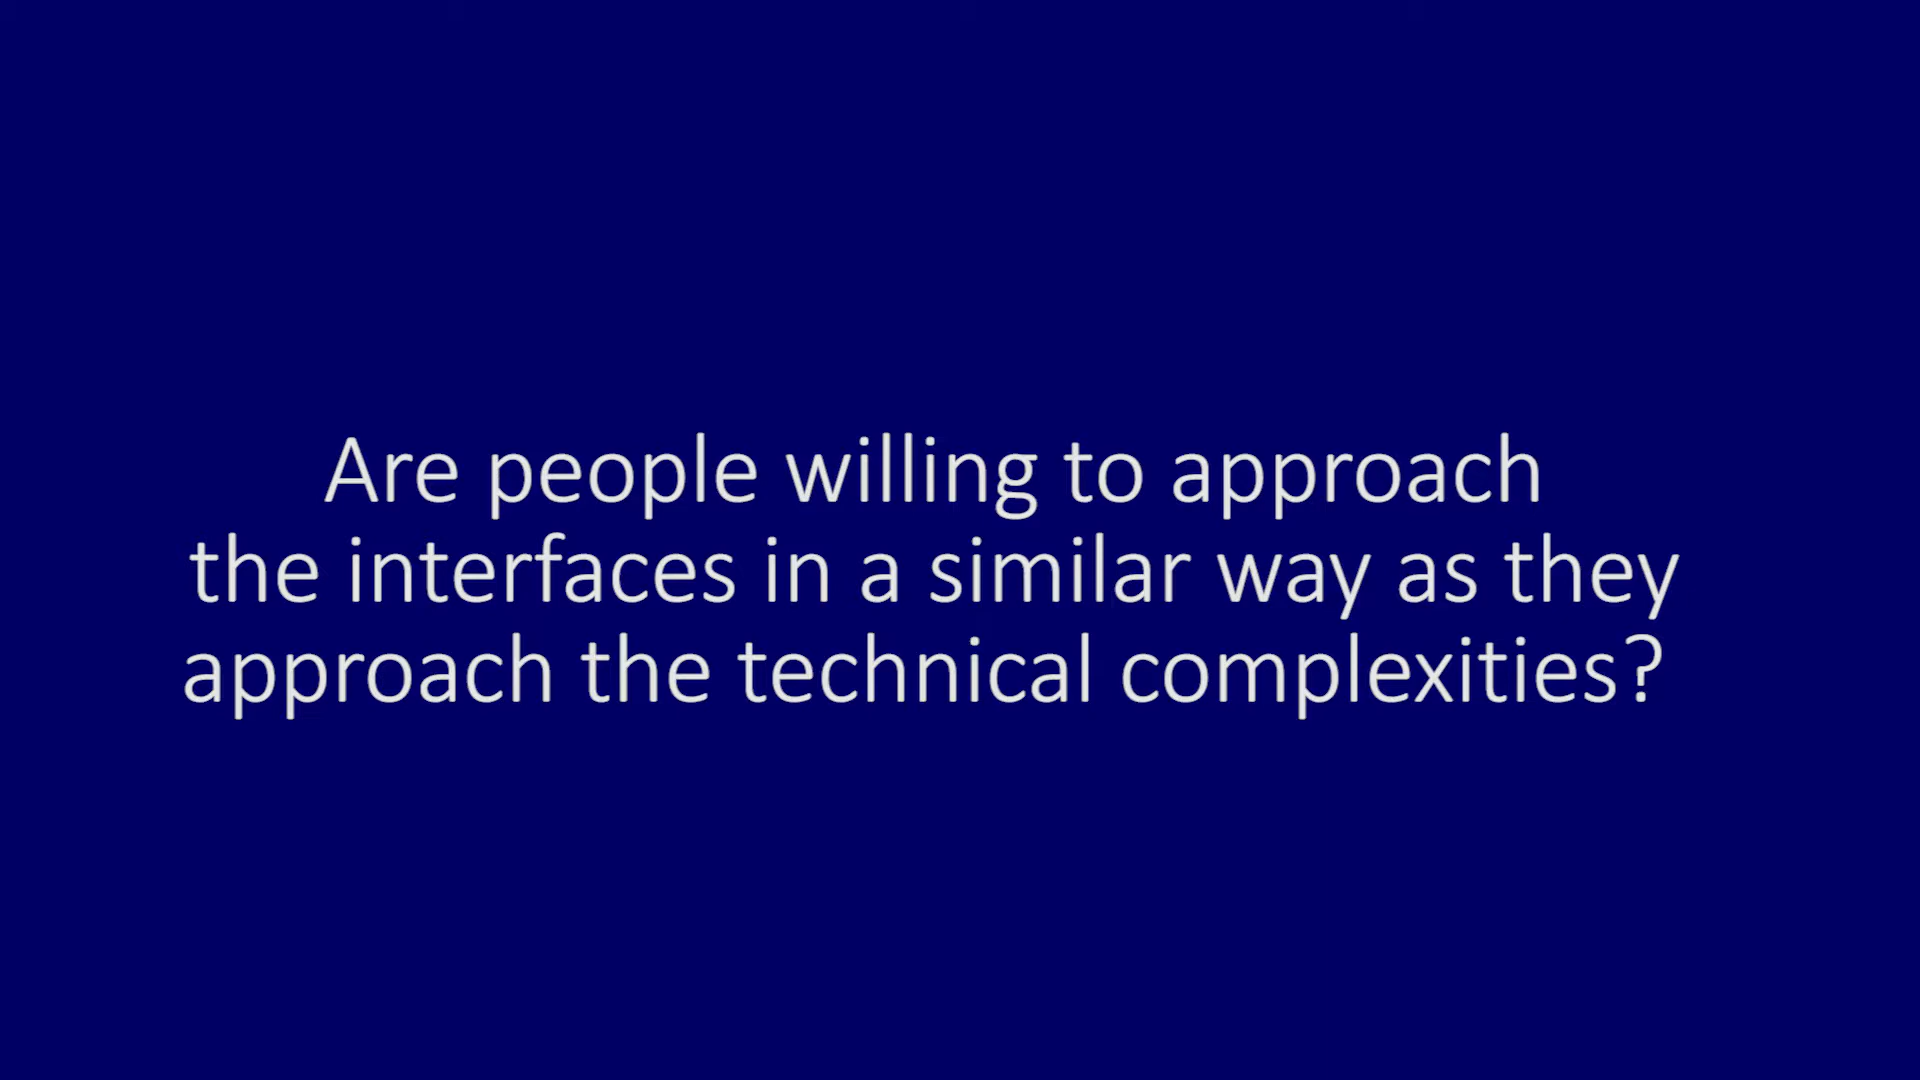 Are people willing to approach
the interfaces in a similar way as they
approach the technical complexities?